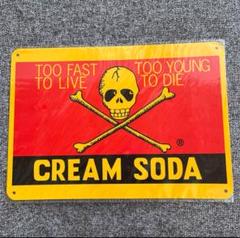 TOO FAST TO LIVE
TOO YOUNG TO DIE
®
CREAM SODA